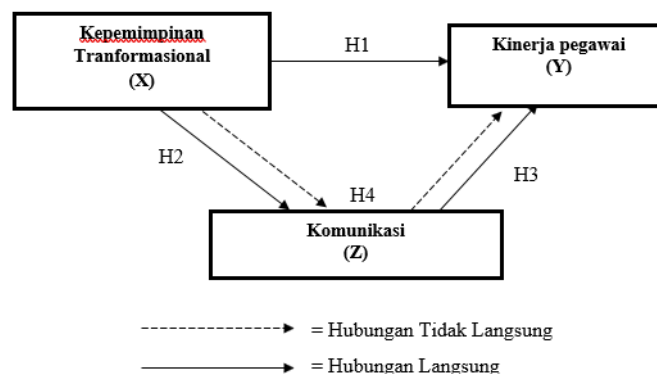 Kepemimpinan
Tranformasional
(X)
H1
Kinerja pegawai
(Y)
H2
H4
H3
Komunikasi
(Z)
= Hubungan Tidak Langsung
= Hubungan Langsung